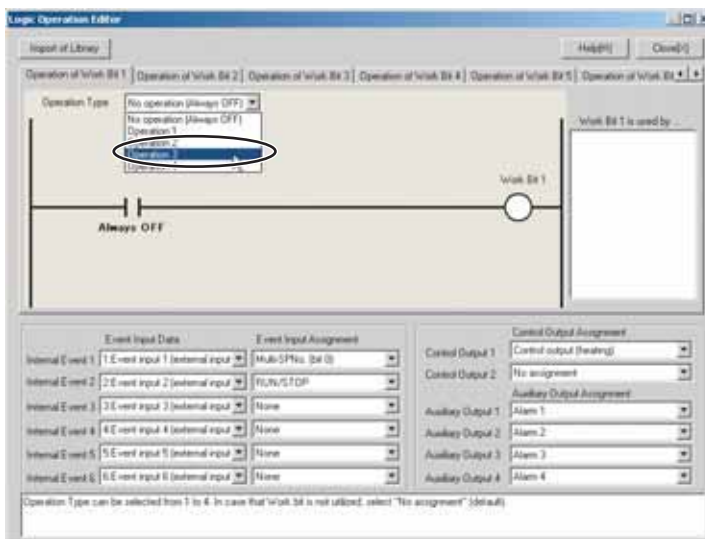 Logic Operation Editor
Import of Library Help[H] Close[X]
Operation of Work Bit 1 Operation of Work Bit 2 Operation of Work Bit 3 Operation of Work Bit 4 Operation of Work Bit 5 Operation of Work Bit
Operation Type No operation (Always OFF)
No operation (Always OFF)
Operation 1
Operation 2
Operation 3
Work Bit 1 is used by ...
Work Bit 1
Always OFF
Event Input Data Event Input Assignment
Internal Event 1 1:Event input 1 (external input Multi-SP No. (bit 0)
Internal Event 2 2:Event input 2 (external input RUN/STOP
Internal Event 3 3:Event input 3 (external input None
Internal Event 4 4:Event input 4 (external input None
Internal Event 5 5:Event input 5 (external input None
Internal Event 6 6:Event input 6 (external input None
Control Output Assignment
Control Output 1 Control output (heating)
Control Output 2 No assignment
Auxiliary Output Assignment
Auxiliary Output 1 Alarm 1
Auxiliary Output 2 Alarm 2
Auxiliary Output 3 Alarm 3
Auxiliary Output 4 Alarm 4
Operation Type can be selected from 1 to 4. In case that Work bit is not utilized, select "No assignment" (default).